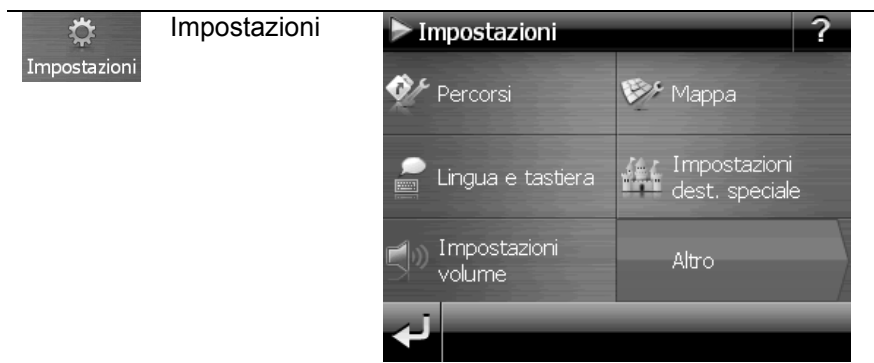 Impostazioni
Impostazioni
Impostazioni
?
Percorsi
Mappa
Lingua e tastiera
Impostazioni
dest. speciale
Impostazioni
volume
Altro